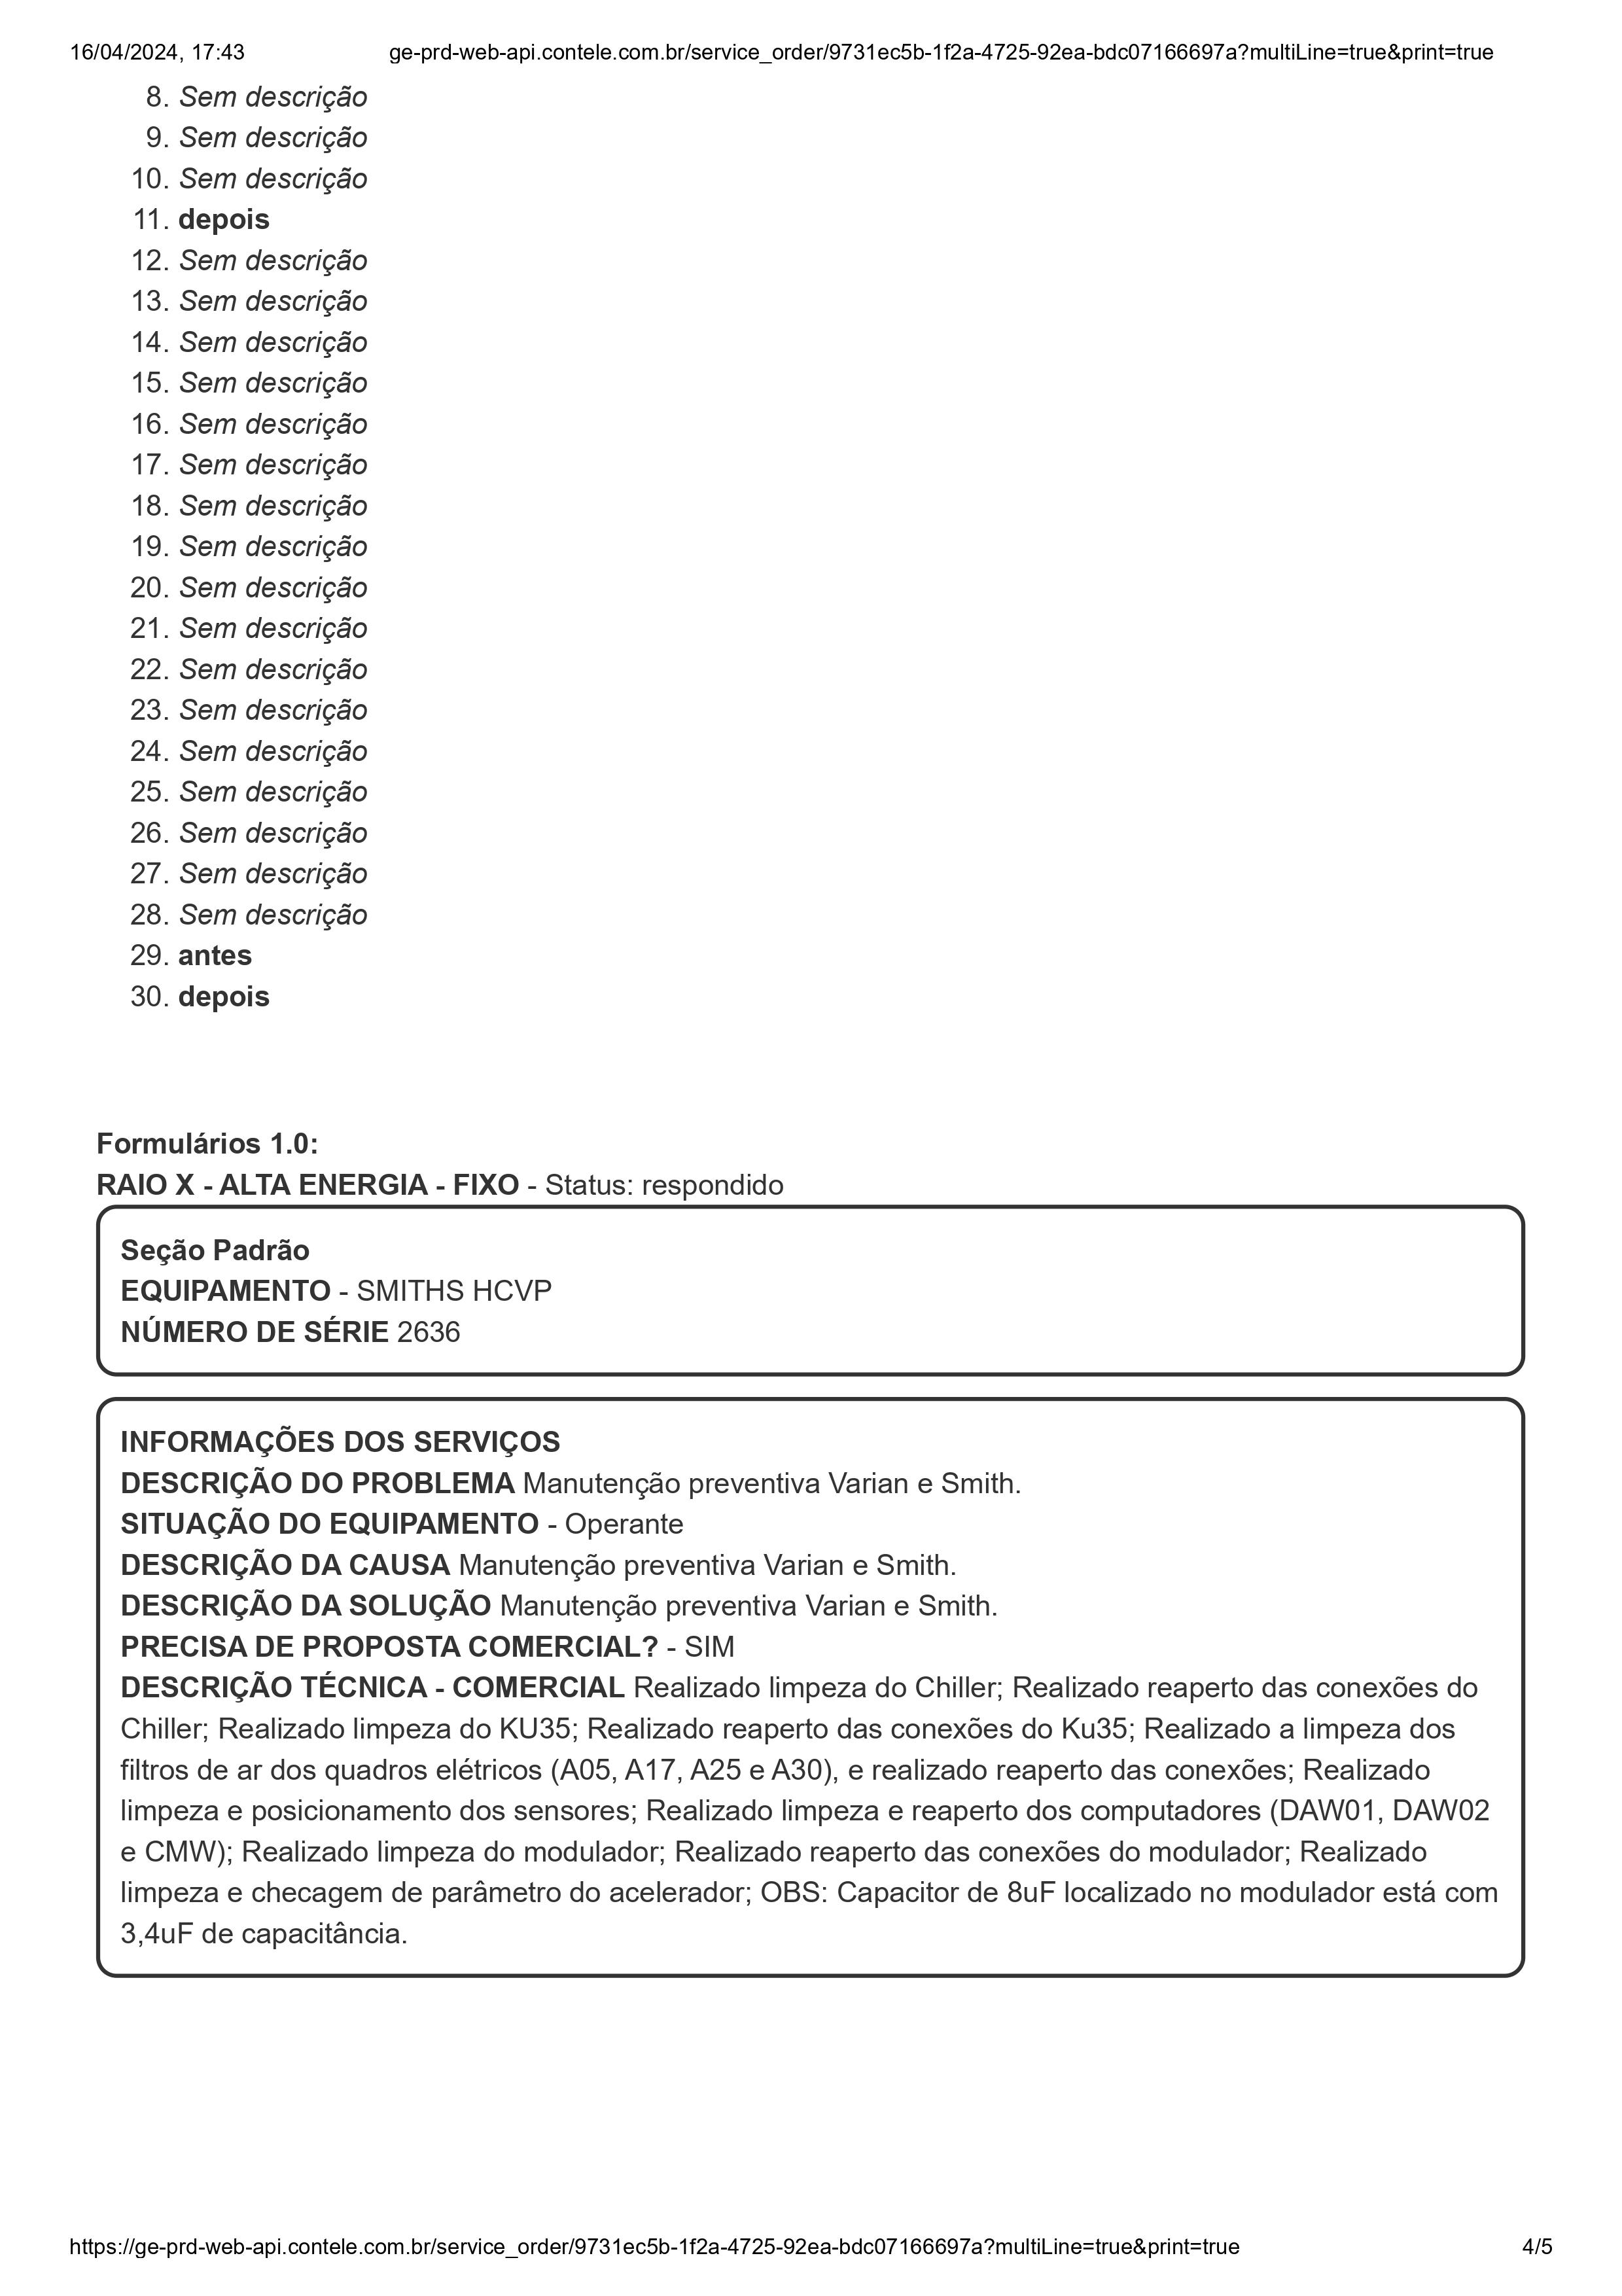 16/04/2024, 17:43 ge-prd-web-api.contele.com.br/service_order/9731ec5b-1f2a-4725-92ea-bdc07166697a?multiLine=true&print=true
8. Sem descrição
9. Sem descrição
10. Sem descrição
11. depois
12. Sem descrição
13. Sem descrição
14. Sem descrição
15. Sem descrição
16. Sem descrição
17. Sem descrição
18. Sem descrição
19. Sem descrição
20. Sem descrição
21. Sem descrição
22. Sem descrição
23. Sem descrição
24. Sem descrição
25. Sem descrição
26. Sem descrição
27. Sem descrição
28. Sem descrição
29. antes
30. depois
Formulários 1.0:
RAIO X - ALTA ENERGIA - FIXO - Status: respondido
Seção Padrão
EQUIPAMENTO - SMITHS HCVP
NÚMERO DE SÉRIE 2636
INFORMAÇÕES DOS SERVIÇOS
DESCRIÇÃO DO PROBLEMA Manutenção preventiva Varian e Smith.
SITUAÇÃO DO EQUIPAMENTO - Operante
DESCRIÇÃO DA CAUSA Manutenção preventiva Varian e Smith.
DESCRIÇÃO DA SOLUÇÃO Manutenção preventiva Varian e Smith.
PRECISA DE PROPOSTA COMERCIAL? - SIM
DESCRIÇÃO TÉCNICA - COMERCIAL Realizado limpeza do Chiller; Realizado reaperto das conexões do
Chiller; Realizado limpeza do KU35; Realizado reaperto das conexões do Ku35; Realizado a limpeza dos
filtros de ar dos quadros elétricos (A05, A17, A25 e A30), e realizado reaperto das conexões; Realizado
limpeza e posicionamento dos sensores; Realizado limpeza e reaperto dos computadores (DAW01, DAW02
e CMW); Realizado limpeza do modulador; Realizado reaperto das conexões do modulador; Realizado
limpeza e checagem de parâmetro do acelerador; OBS: Capacitor de 8uF localizado no modulador está com
3,4uF de capacitância.
https://ge-prd-web-api.contele.com.br/service_order/9731ec5b-1f2a-4725-92ea-bdc07166697a?multiLine=true&print=true 4/5